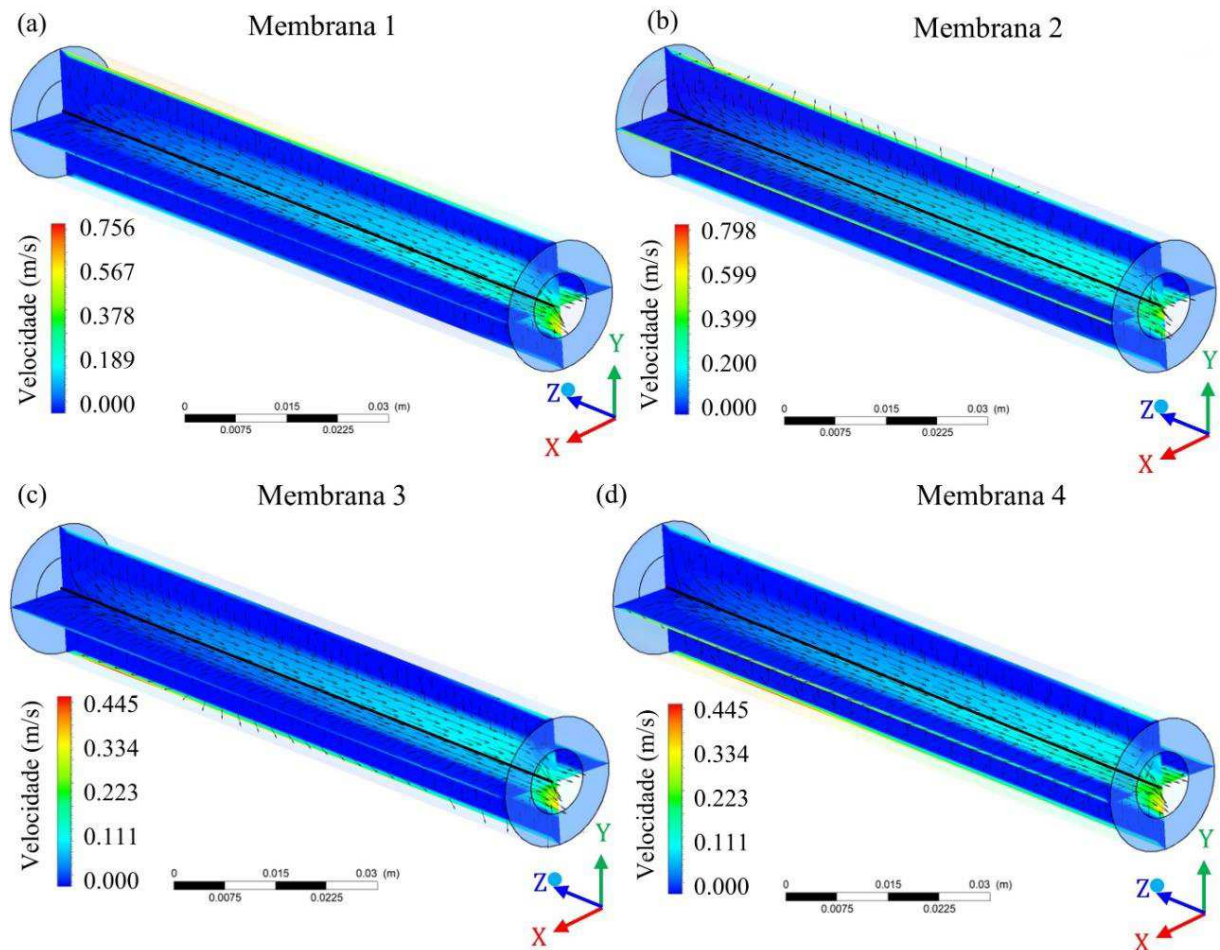 (a)
Membrana 1
Velocidade (m/s)
0.756
0.567
0.378
0.189
0.000
0
0.015
0.03
(m)
0.0075
0.0225
Y
Z
X
(b)
Membrana 2
Velocidade (m/s)
0.798
0.599
0.399
0.200
0.000
0
0.015
0.03
(m)
0.0075
0.0225
Y
Z
X
(c)
Membrana 3
Velocidade (m/s)
0.445
0.334
0.223
0.111
0.000
0
0.015
0.03
(m)
0.0075
0.0225
Y
Z
X
(d)
Membrana 4
Velocidade (m/s)
0.445
0.334
0.223
0.111
0.000
0
0.015
0.03
(m)
0.0075
0.0225
Y
Z
X